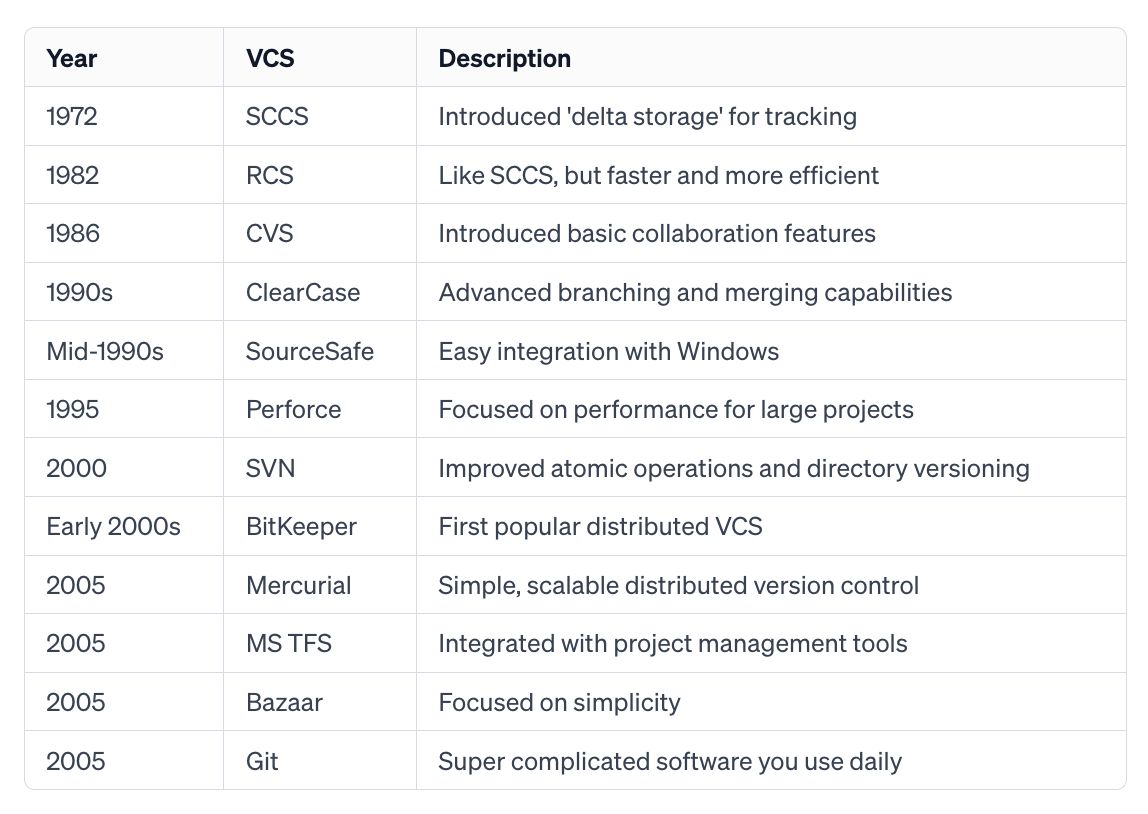 Year VCS Description
1972 SCCS Introduced 'delta storage' for tracking
1982 RCS Like SCCS, but faster and more efficient
1986 CVS Introduced basic collaboration features
1990s ClearCase Advanced branching and merging capabilities
Mid-1990s SourceSafe Easy integration with Windows
1995 Perforce Focused on performance for large projects
2000 SVN Improved atomic operations and directory versioning
Early 2000s BitKeeper First popular distributed VCS
2005 Mercurial Simple, scalable distributed version control
2005 MS TFS Integrated with project management tools
2005 Bazaar Focused on simplicity
2005 Git Super complicated software you use daily